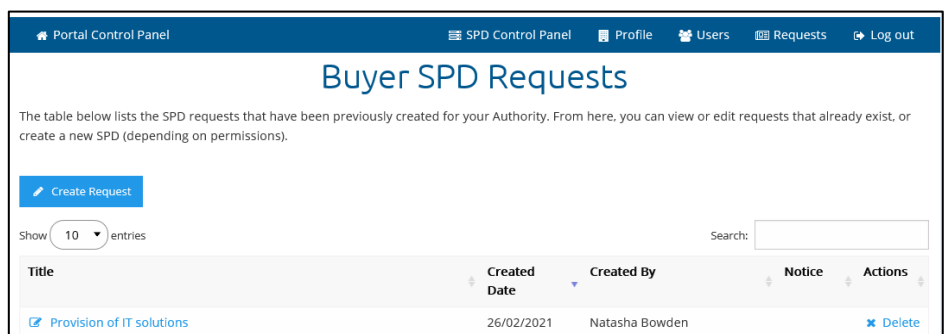 Portal Control Panel SPD Control Panel Profile Users Requests Log out
Buyer SPD Requests
The table below lists the SPD requests that have been previously created for your Authority. From here, you can view or edit requests that already exist, or
create a new SPD (depending on permissions).
Create Request
Show 10 entries Search:
Title Created Date Created By Notice Actions
Provision of IT solutions 26/02/2021 Natasha Bowden Delete